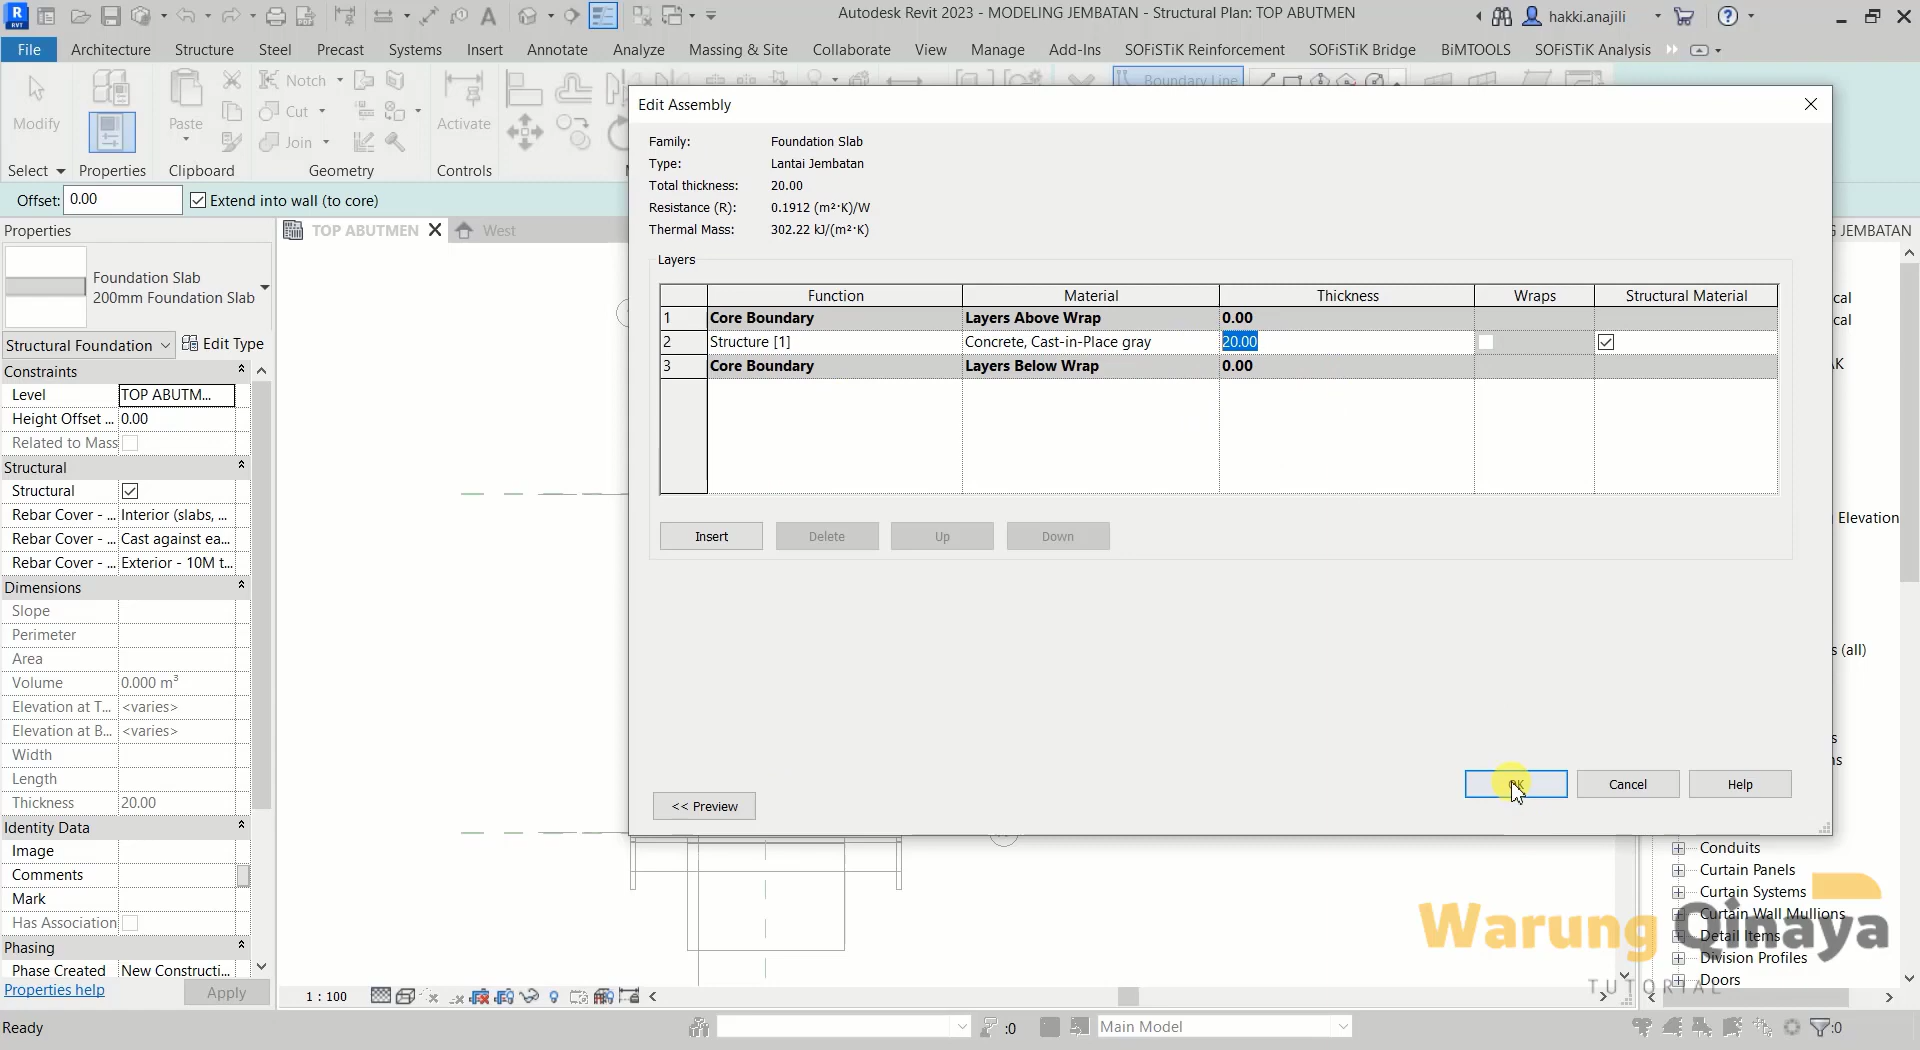 Autodesk Revit 2023 - MODELING JEMBATAN - Structural Plan: TOP ABUTMEN
hakki.anajili
File Architecture Structure Steel Precast Systems Insert Annotate Analyze Massing & Site Collaborate View Manage Add-Ins SOFiSTiK Reinforcement SOFiSTiK Bridge BiMTOOLS SOFiSTiK Analysis
Modify
Paste
Notch
Cut
Join
Activate
Boundary Line
Select Properties Clipboard Geometry Controls
Offset: 0.00 Extend into wall (to core)
Properties
TOP ABUTMEN
West
JEMBATAN
Foundation Slab
200mm Foundation Slab
Structural Foundation Edit Type
Constraints
Level TOP ABUTM...
Height Offset ... 0.00
Related to Mass
Structural
Structural
Rebar Cover - ... Interior (slabs, ...
Rebar Cover - ... Cast against ea...
Rebar Cover - ... Exterior - 10M t...
Dimensions
Slope
Perimeter
Area
Volume 0.000 m³
Elevation at T... <varies>
Elevation at B... <varies>
Width
Length
Thickness 20.00
Identity Data
Image
Comments
Mark
Has Association
Phasing
Phase Created New Constructi...
Properties help Apply
Ready
Edit Assembly
Family: Foundation Slab
Type: Lantai Jembatan
Total thickness: 20.00
Resistance (R): 0.1912 (m²·K)/W
Thermal Mass: 302.22 kJ/(m²·K)
Layers
Function Material Thickness Wraps Structural Material
1 Core Boundary Layers Above Wrap 0.00
2 Structure [1] Concrete, Cast-in-Place gray 20.00
3 Core Boundary Layers Below Wrap 0.00
Insert Delete Up Down
<< Preview
OK Cancel Help
cal
cal
AK
Elevation
s (all)
s
ns
Conduits
Curtain Panels
Curtain Systems
Curtain Wall Mullions
Detail Items
Division Profiles
Doors
Warung Qinaya
TUTORIAL
1 : 100
:0
Main Model
:0